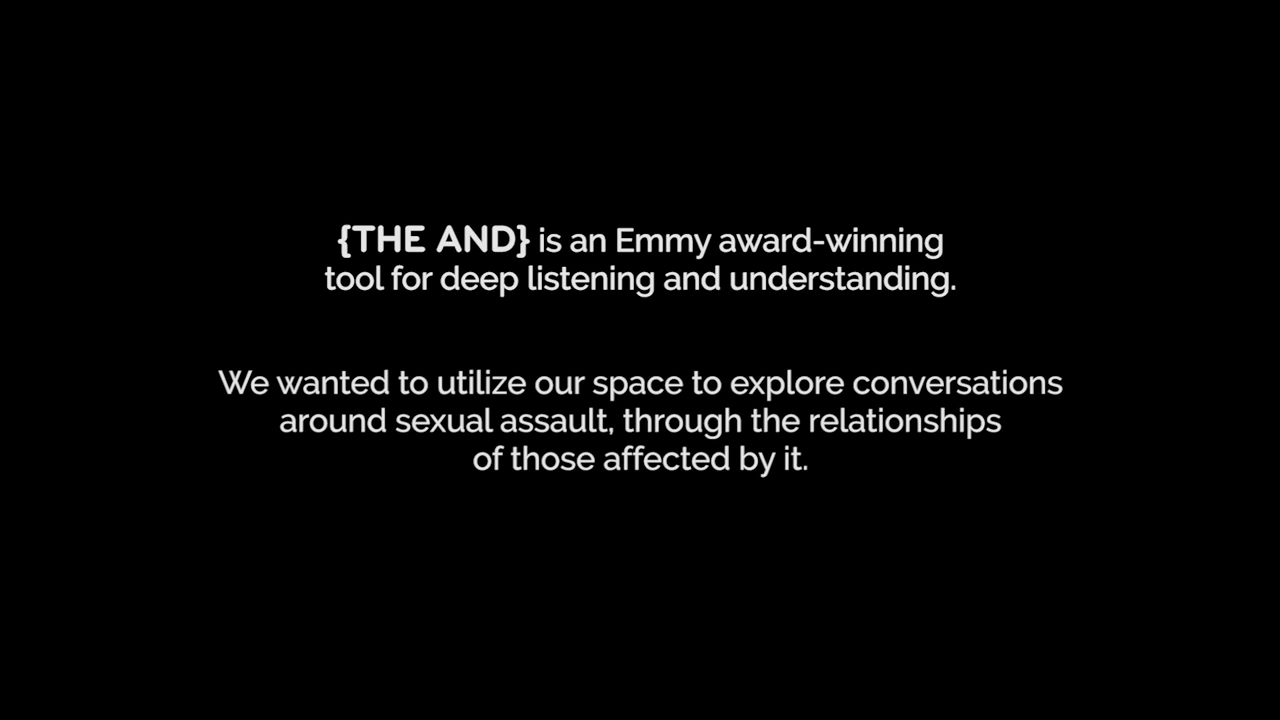 {THE AND} is an Emmy award-winning
tool for deep listening and understanding.
We wanted to utilize our space to explore conversations
around sexual assault, through the relationships
of those affected by it.